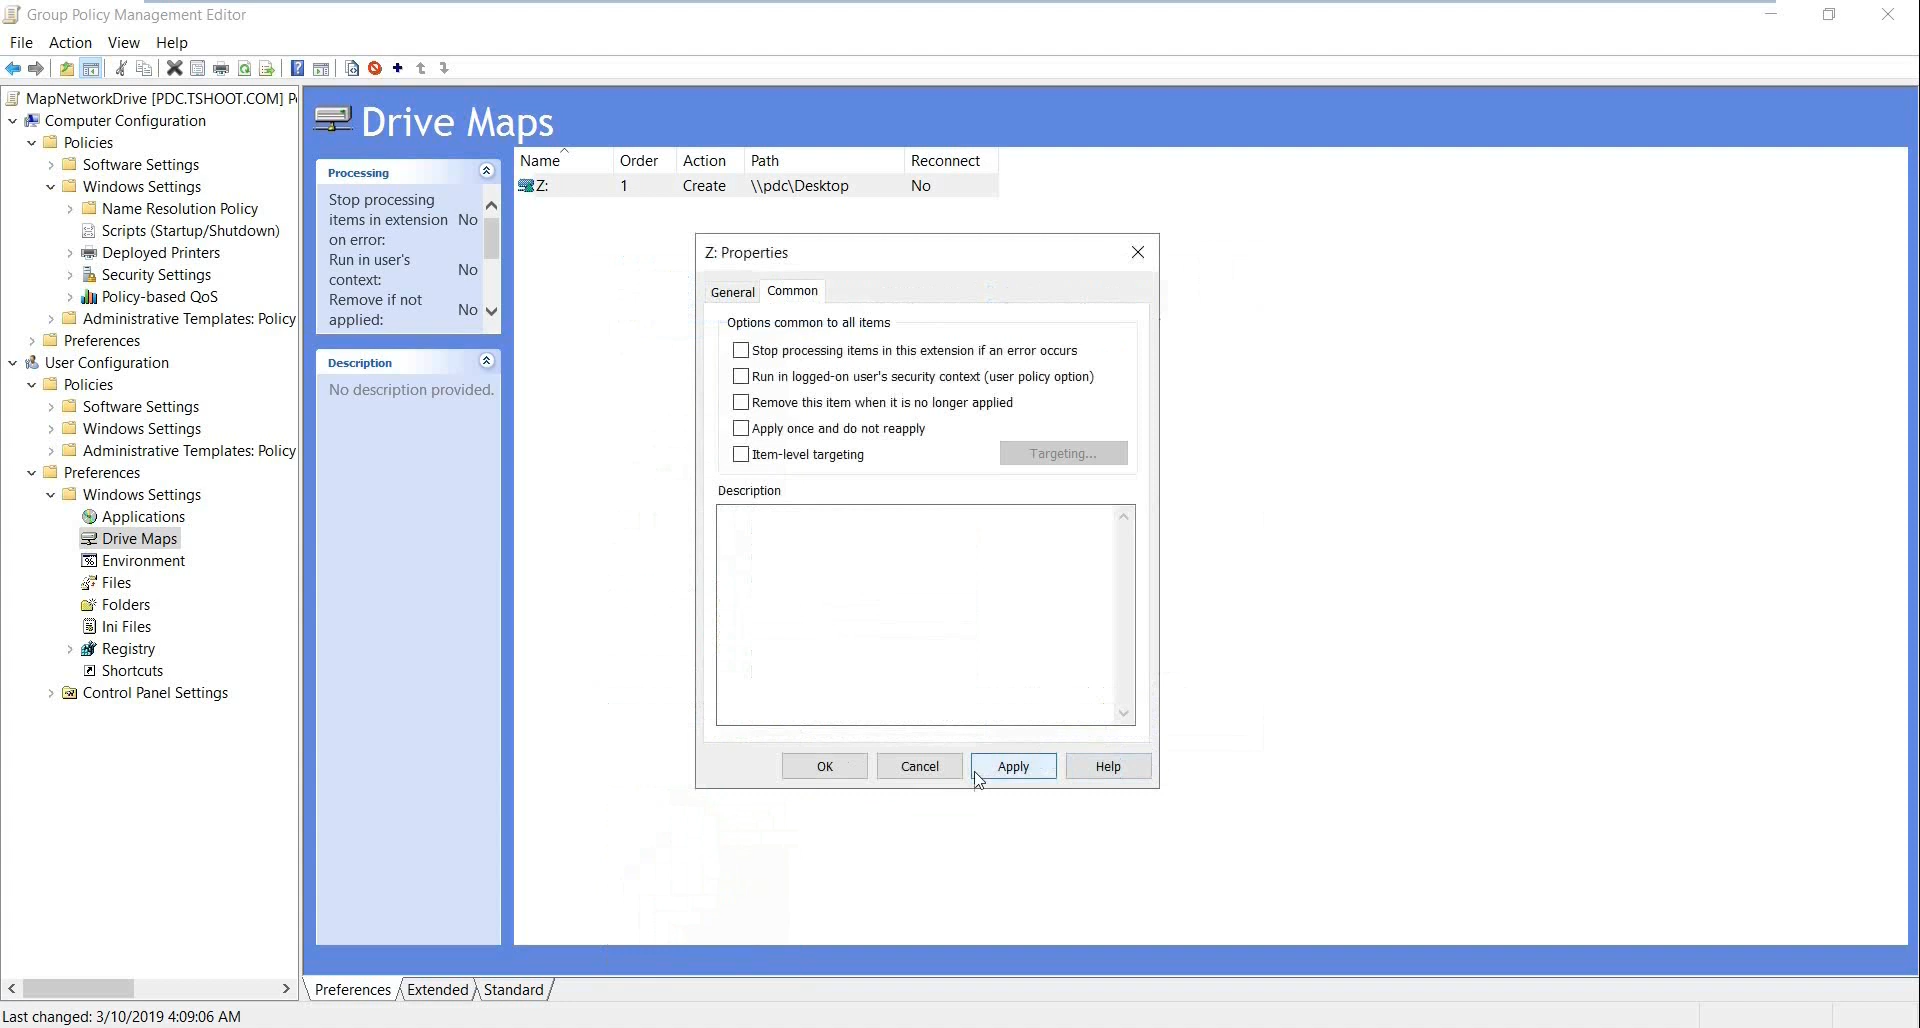 Group Policy Management Editor
File Action View Help
MapNetworkDrive [PDC.TSHOOT.COM]
Computer Configuration
Policies
Software Settings
Windows Settings
Name Resolution Policy
Scripts (Startup/Shutdown)
Deployed Printers
Security Settings
Policy-based QoS
Administrative Templates: Policy
Preferences
User Configuration
Policies
Software Settings
Windows Settings
Administrative Templates: Policy
Preferences
Windows Settings
Applications
Drive Maps
Environment
Files
Folders
Ini Files
Registry
Shortcuts
Control Panel Settings
Drive Maps
Processing
Stop processing
items in extension No
on error:
Run in user's
context: No
Remove if not
applied: No
Description
No description provided.
Name Order Action Path Reconnect
Z: 1 Create \\pdc\Desktop No
Z: Properties
General Common
Options common to all items
Stop processing items in this extension if an error occurs
Run in logged-on user's security context (user policy option)
Remove this item when it is no longer applied
Apply once and do not reapply
Item-level targeting Targeting...
Description
OK Cancel Apply Help
Preferences Extended Standard
Last changed: 3/10/2019 4:09:06 AM